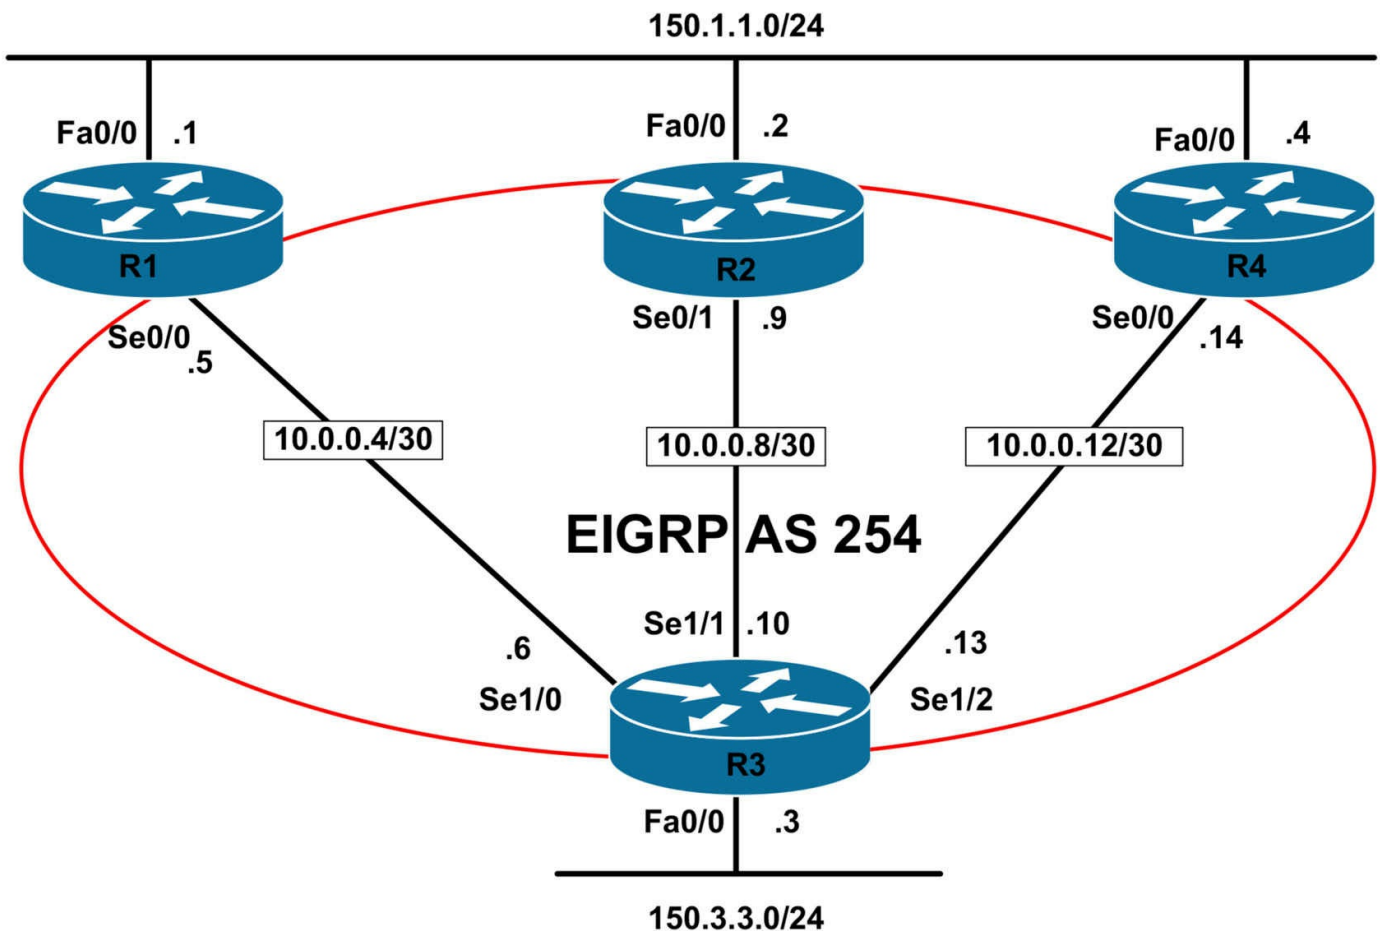 150.1.1.0/24
Fa0/0 .1
Fa0/0 .2
Fa0/0 .4
R1
R2
R4
Se0/0
.5
Se0/1 .9
Se0/0
.14
10.0.0.4/30
10.0.0.8/30
10.0.0.12/30
EIGRP AS 254
Se1/1 .10
.6
.13
Se1/0
Se1/2
R3
Fa0/0 .3
150.3.3.0/24